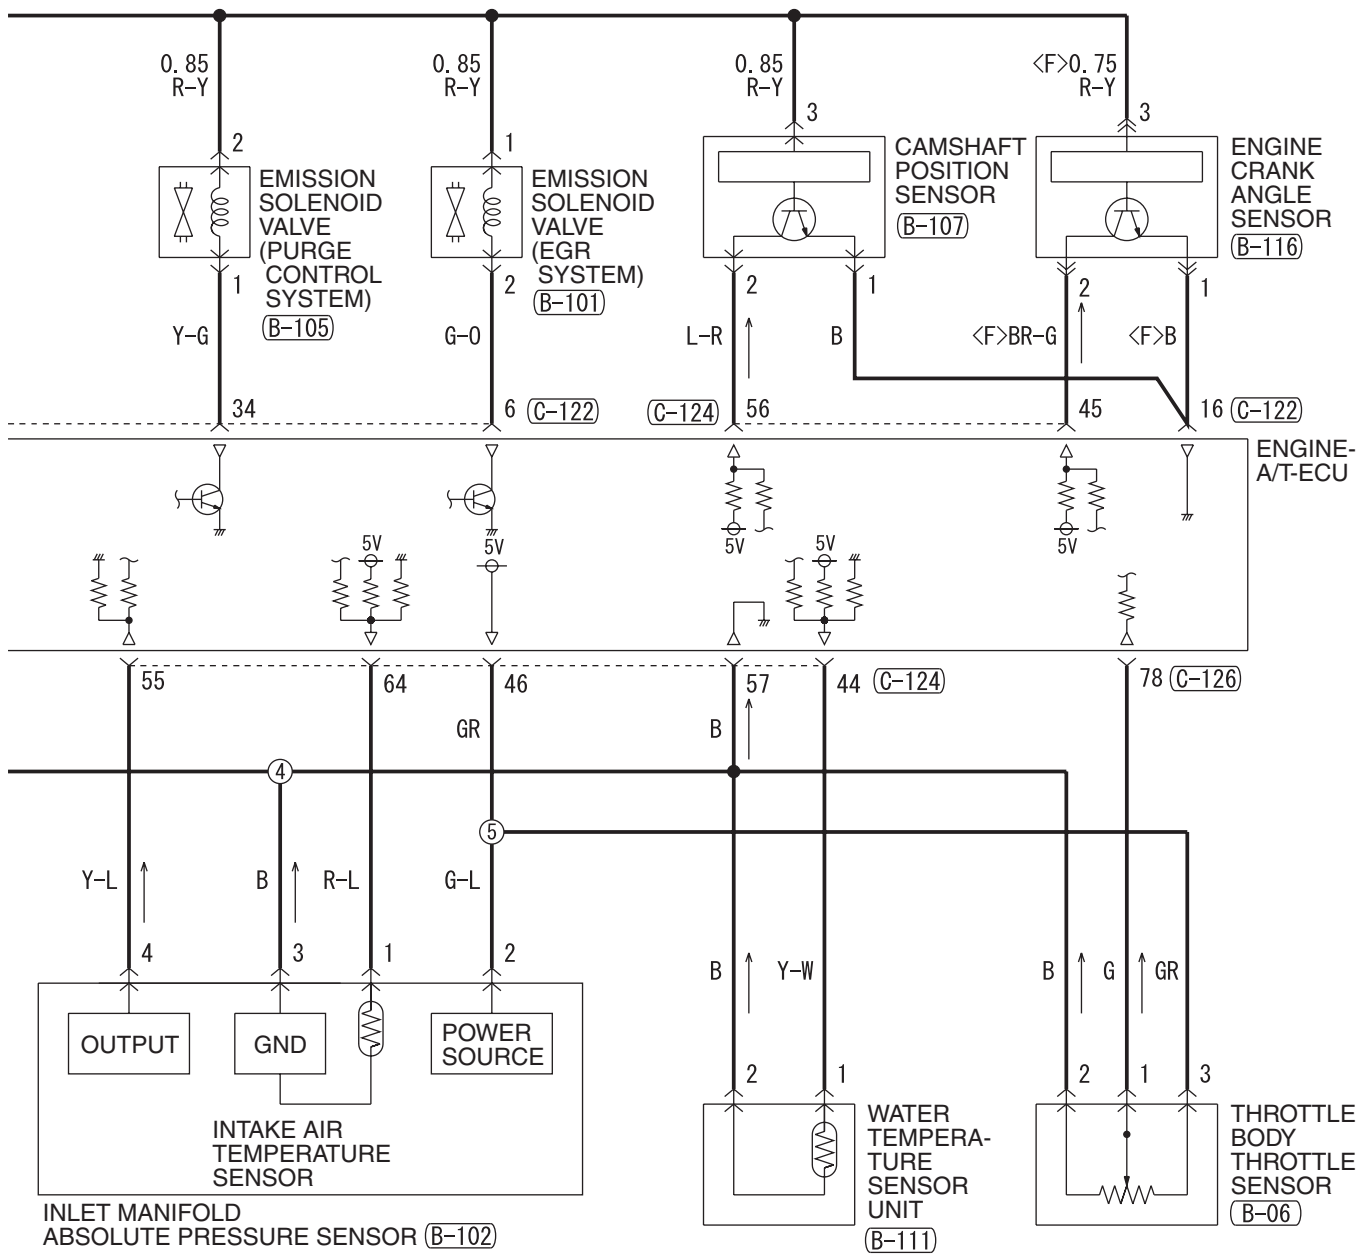 0.85
R-Y
0.85
R-Y
0.85
R-Y
<F>0.75
R-Y
2
1
3
3
EMISSION
SOLENOID
VALVE
(PURGE
CONTROL
SYSTEM)
B-105
EMISSION
SOLENOID
VALVE
(EGR
SYSTEM)
B-101
CAMSHAFT
POSITION
SENSOR
B-107
ENGINE
CRANK
ANGLE
SENSOR
B-116
1
2
2
1
2
1
Y-G
G-O
L-R
B
<F>BR-G
<F>B
34
6
C-122
C-124
56
45
16
C-122
ENGINE-
A/T-ECU
5V
5V
5V
5V
5V
55
64
46
57
44
C-124
78
C-126
GR
B
4
5
Y-L
B
R-L
G-L
4
3
1
2
B
Y-W
B
G
GR
OUTPUT
GND
POWER
SOURCE
2
1
2
1
3
INTAKE AIR
TEMPERATURE
SENSOR
INLET MANIFOLD
ABSOLUTE PRESSURE SENSOR
B-102
WATER
TEMPERA-
TURE
SENSOR
UNIT
B-111
THROTTLE
BODY
THROTTLE
SENSOR
B-06